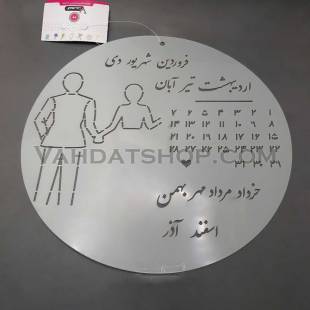 فروردین شهریور دی
اردیبهشت تیر آبان
۷ ۶ ۵ ۴ ۳ ۲ ۱
۱۴ ۱۳ ۱۲ ۱۱ ۱۰ ۹ ۸
۲۱ ۲۰ ۱۹ ۱۸ ۱۷ ۱۶ ۱۵
۲۸ ۲۷ ۲۶ ۲۵ ۲۴ ۲۳ ۲۲
۳۱ ۳۰ ۲۹
VAHDATSHOP.COM
خرداد مرداد مهر بهمن
اسفند آذر